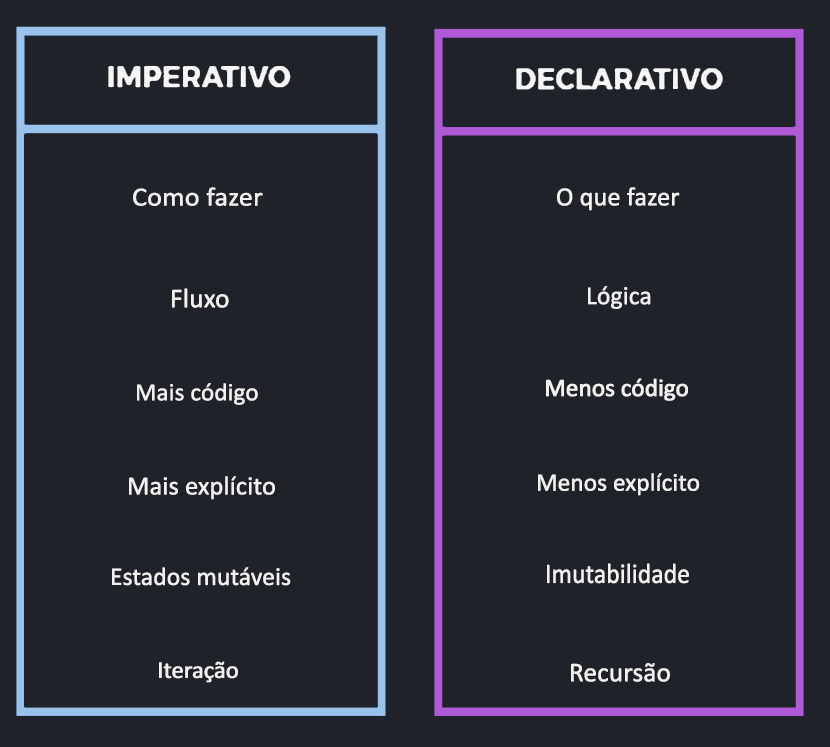 IMPERATIVO
Como fazer
Fluxo
Mais código
Mais explícito
Estados mutáveis
Iteração
DECLARATIVO
O que fazer
Lógica
Menos código
Menos explícito
Imutabilidade
Recursão